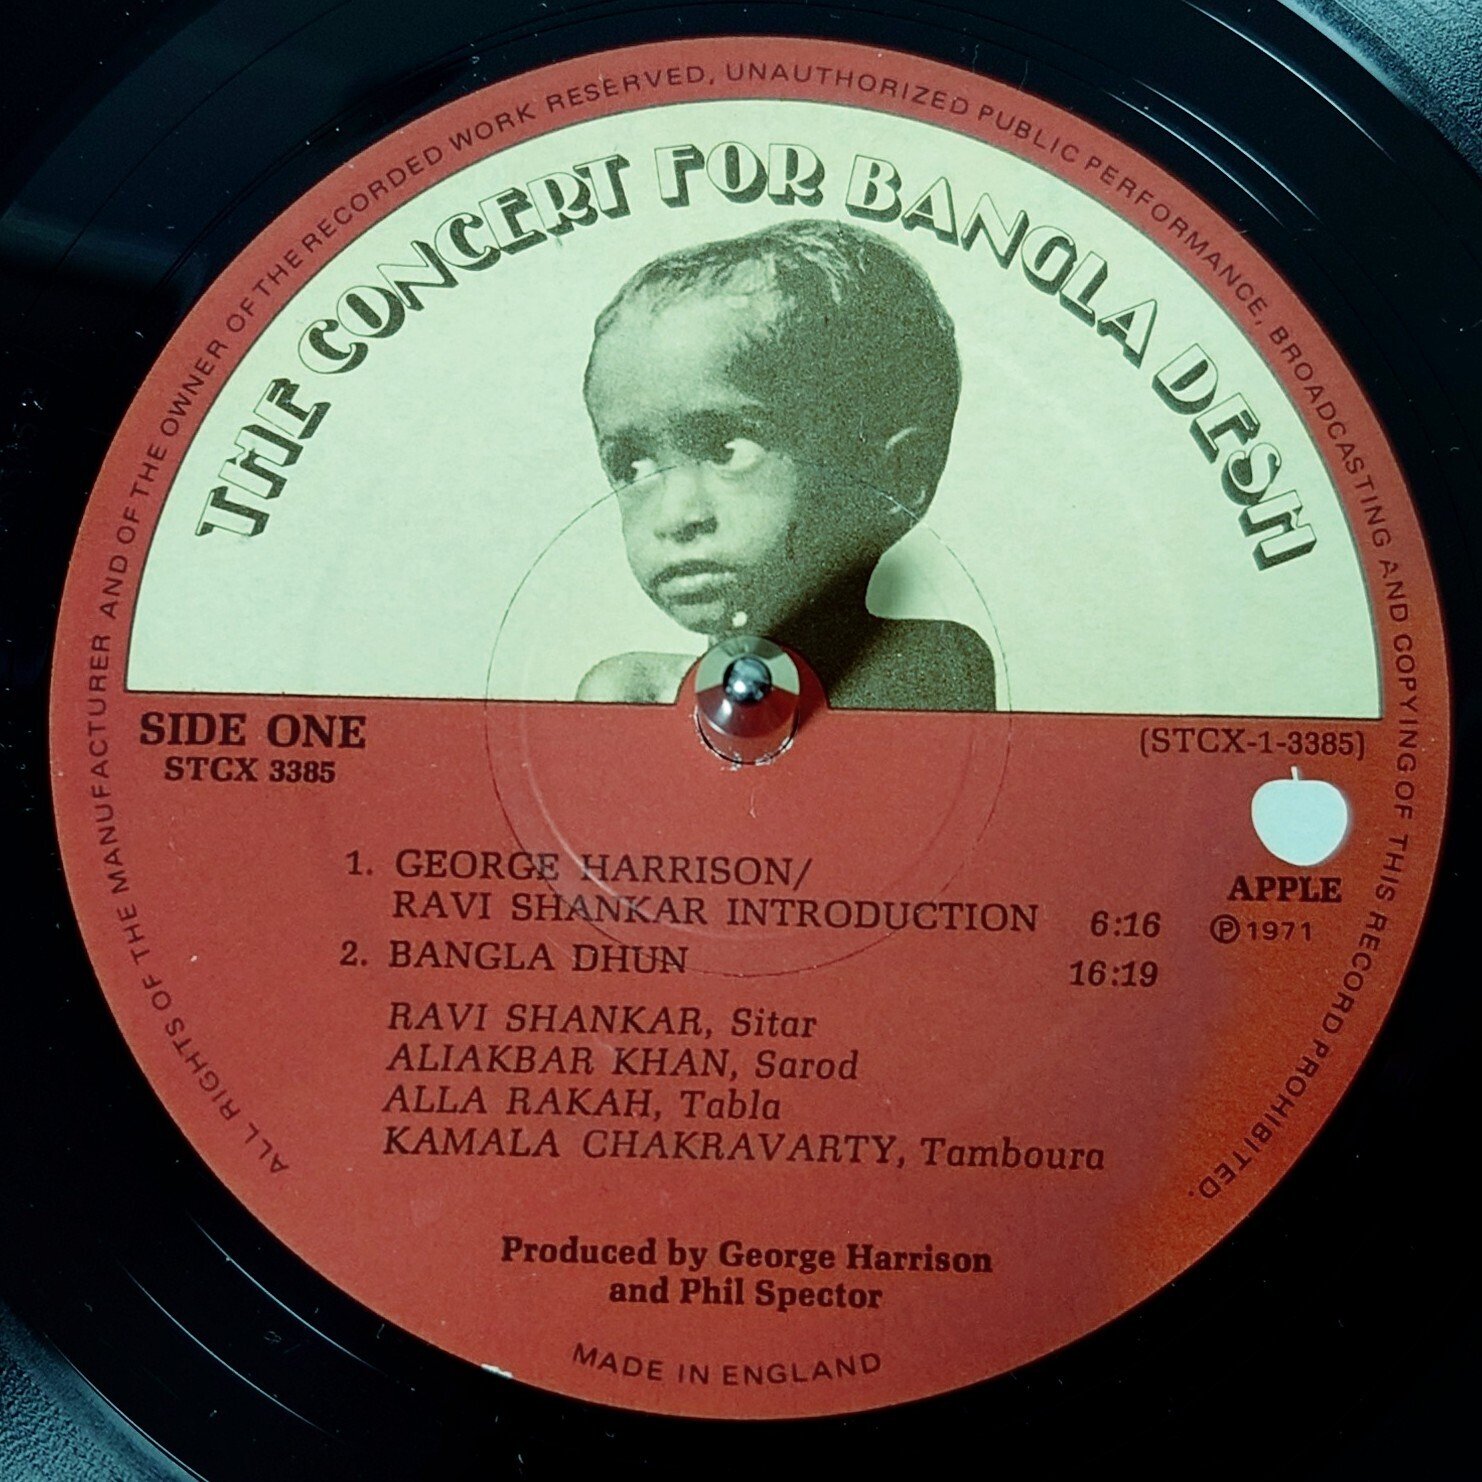 ALL RIGHTS OF THE MANUFACTURER AND OF THE OWNER OF THE RECORDED WORK RESERVED, UNAUTHORIZED PUBLIC PERFORMANCE, BROADCASTING AND COPYING OF THIS RECORD PROHIBITED.
THE CONCERT FOR BANGLA DESH
SIDE ONE
STCX 3385
(STCX-1-3385)
APPLE
Ⓟ1971
1. GEORGE HARRISON/
RAVI SHANKAR INTRODUCTION 6:16
2. BANGLA DHUN 16:19
RAVI SHANKAR, Sitar
ALIAKBAR KHAN, Sarod
ALLA RAKAH, Tabla
KAMALA CHAKRAVARTY, Tamboura
Produced by George Harrison
and Phil Spector
MADE IN ENGLAND